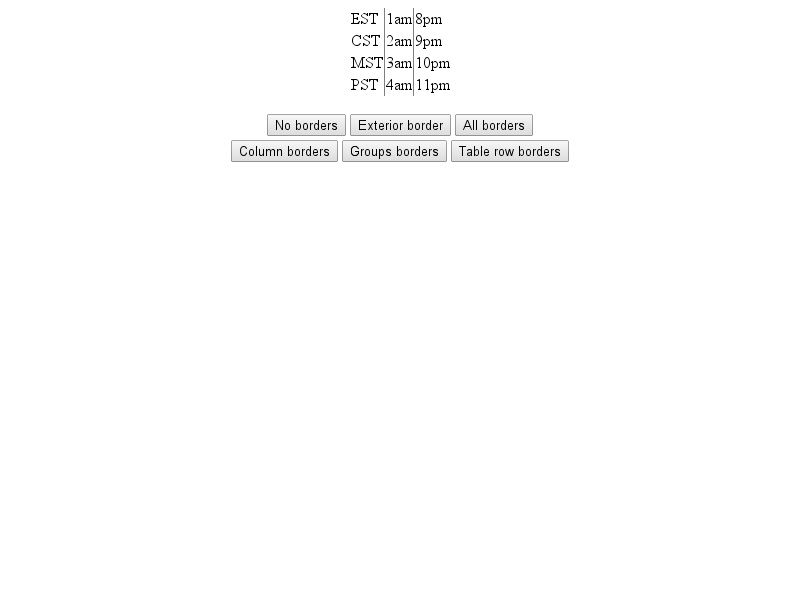 EST 1am 8pm
CST 2am 9pm
MST 3am 10pm
PST 4am 11pm
No borders Exterior border All borders
Column borders Groups borders Table row borders